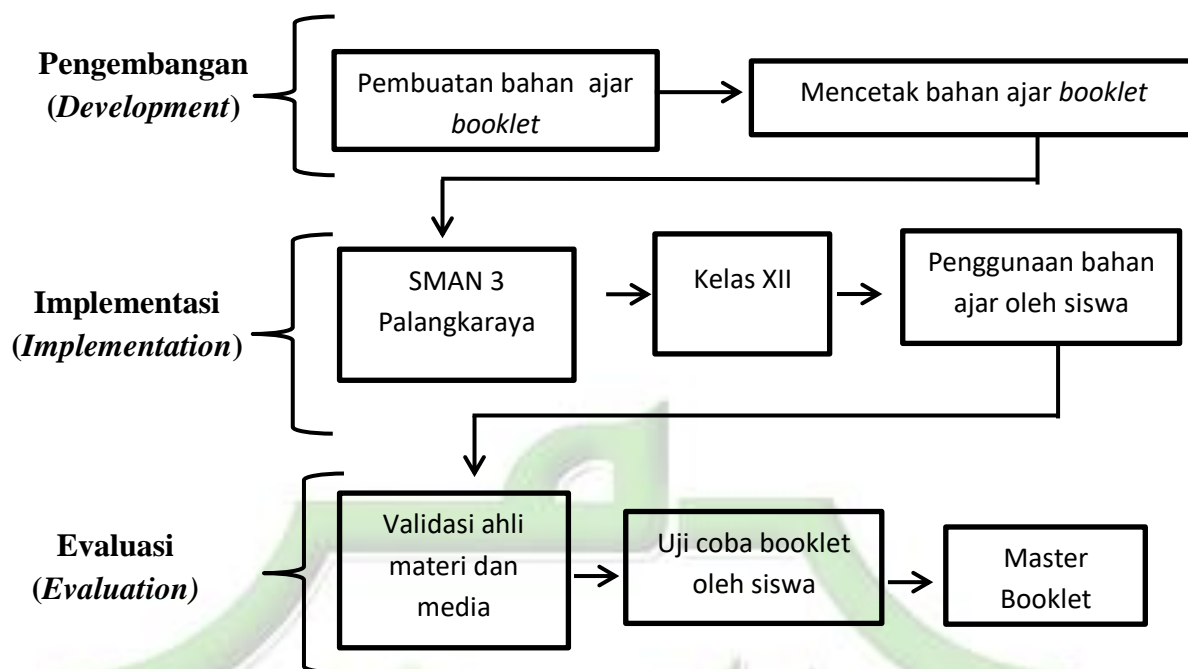 Pengembangan
(Development)
Pembuatan bahan ajar
booklet
Mencetak bahan ajar booklet
Implementasi
(Implementation)
SMAN 3
Palangkaraya
Kelas XII
Penggunaan bahan
ajar oleh siswa
Evaluasi
(Evaluation)
Validasi ahli
materi dan
media
Uji coba booklet
oleh siswa
Master
Booklet